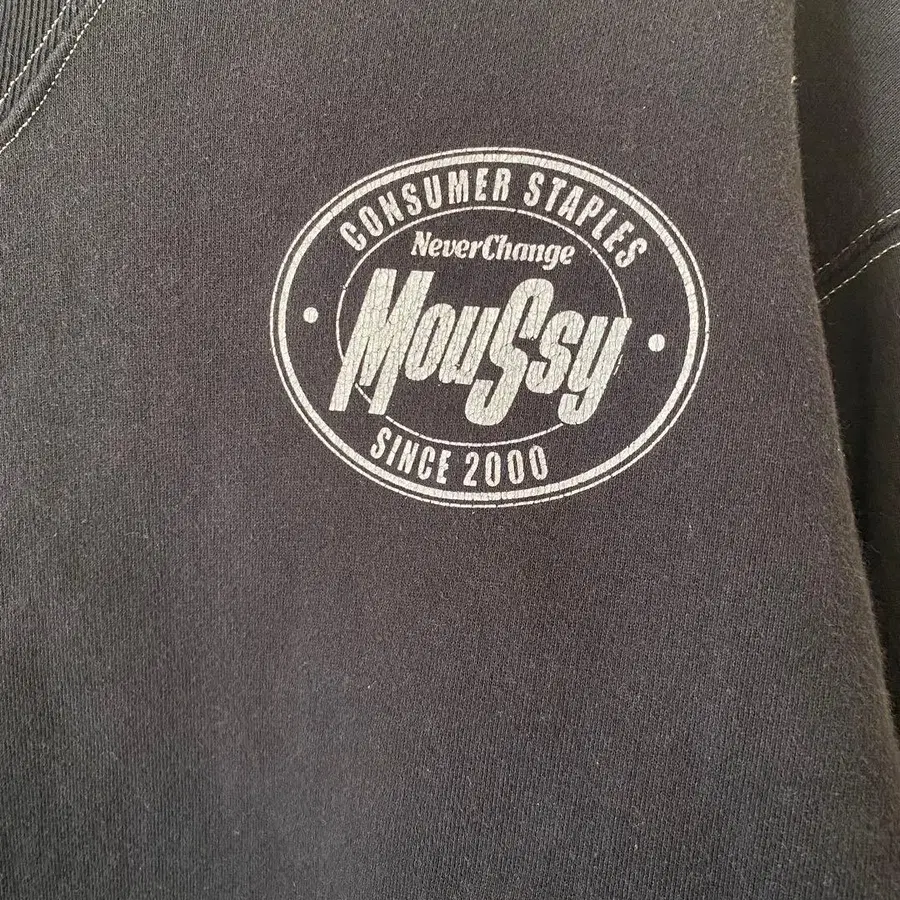 CONSUMER STAPLES
NeverChange
MouSsy
SINCE 2000